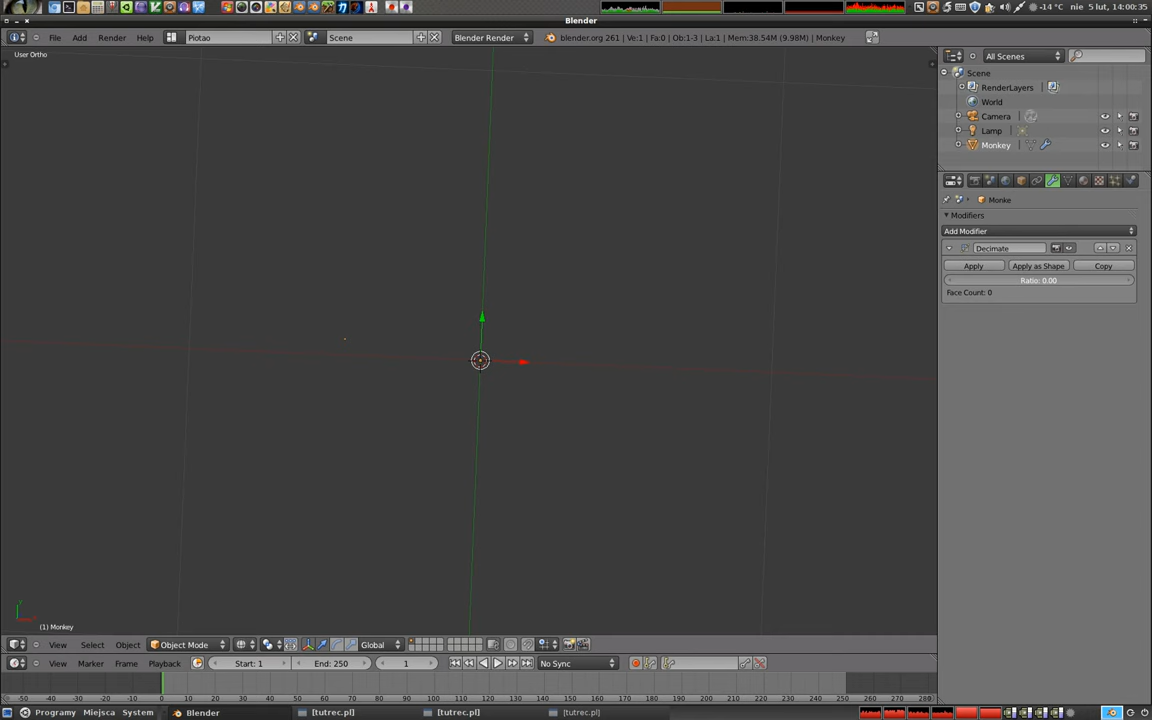 -14 °C nie 5 lut, 14:00:35
Blender
File Add Render Help Piotao Scene Blender Render blender.org 261 | Ve:1 | Fa:0 | Ob:1-3 | La:1 | Mem:38.54M (9.98M) | Monkey
All Scenes
User Ortho
Scene
RenderLayers
World
Camera
Lamp
Monkey
Monke
Modifiers
Add Modifier
Decimate
Apply Apply as Shape Copy
Ratio: 0.00
Face Count: 0
(1) Monkey
View Select Object Object Mode Global
View Marker Frame Playback Start: 1 End: 250 1 No Sync
-50 -40 -30 -20 -10 0 10 20 30 40 50 60 70 80 90 100 110 120 130 140 150 160 170 180 190 200 210 220 230 240 250 260 270 280
Programy Miejsca System Blender [tutrec.pl] [tutrec.pl] [tutrec.pl]